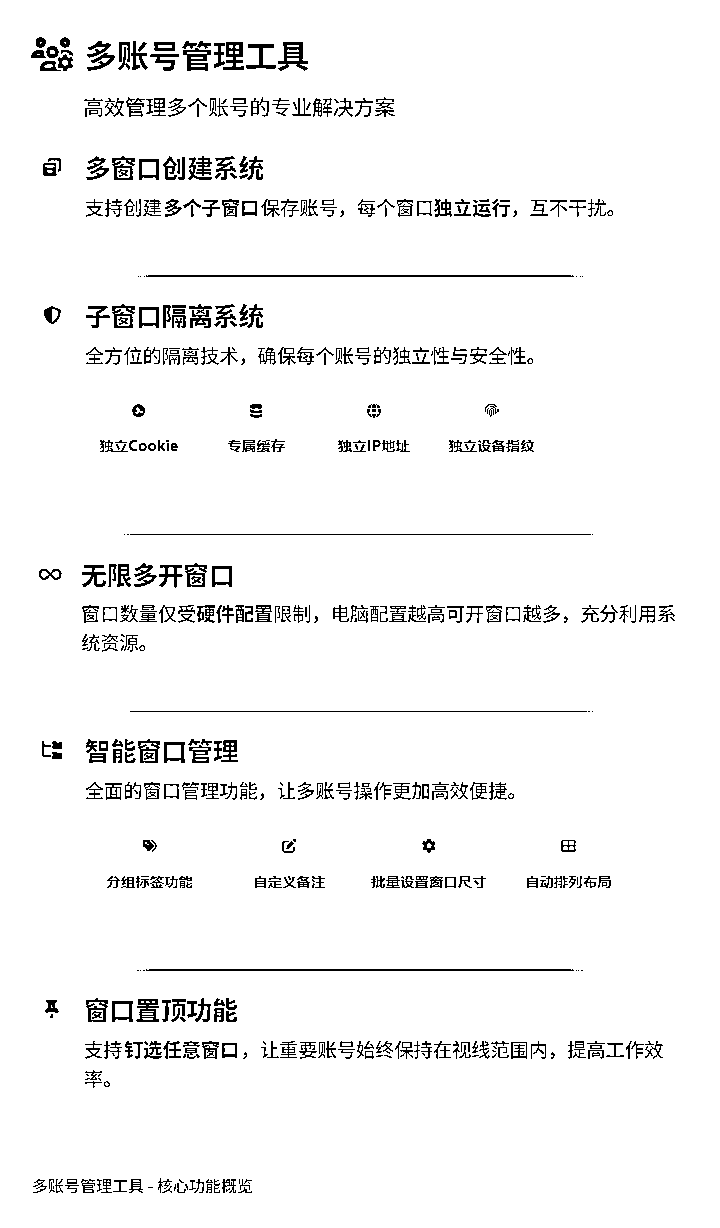 多账号管理工具
高效管理多个账号的专业解决方案
多窗口创建系统
支持创建多个子窗口保存账号，每个窗口独立运行，互不干扰。
子窗口隔离系统
全方位的隔离技术，确保每个账号的独立性与安全性。
独立Cookie 专属缓存 独立IP地址 独立设备指纹
无限多开窗口
窗口数量仅受硬件配置限制，电脑配置越高可开窗口越多，充分利用系
统资源。
智能窗口管理
全面的窗口管理功能，让多账号操作更加高效便捷。
分组标签功能 自定义备注 批量设置窗口尺寸 自动排列布局
窗口置顶功能
支持钉选任意窗口，让重要账号始终保持在视线范围内，提高工作效
率。
多账号管理工具 - 核心功能概览